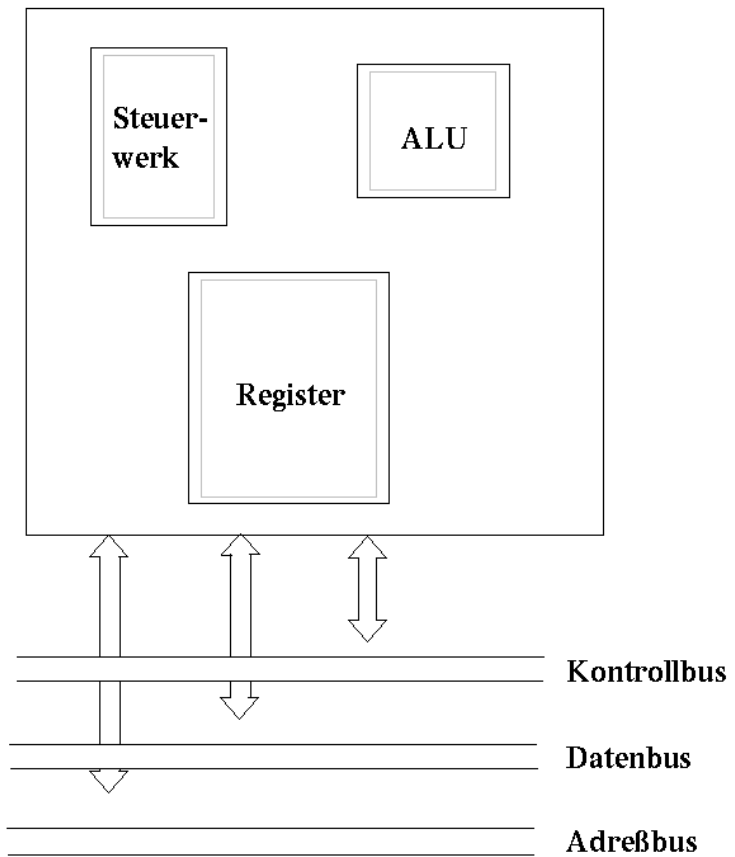 Steuer-
werk
ALU
Register
Kontrollbus
Datenbus
Adreßbus